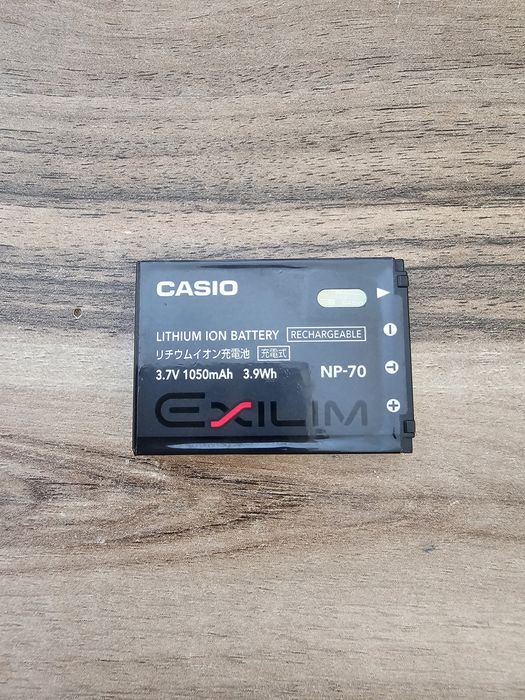 CASIO
LITHIUM ION BATTERY RECHARGEABLE
リチウムイオン充電池 充電式
3.7V 1050mAh 3.9Wh NP-70
T
EXILIM